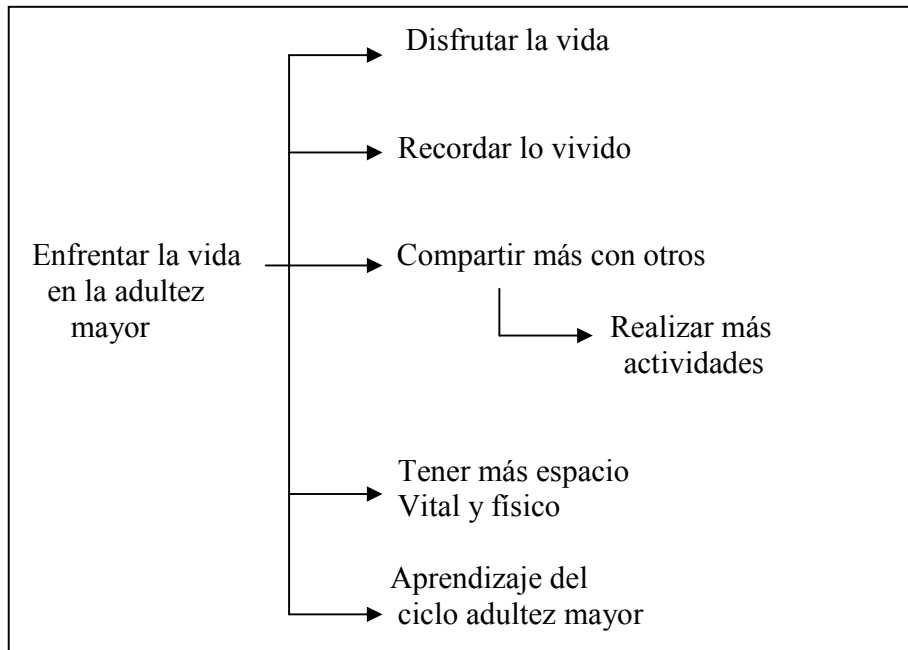 Disfrutar la vida
Recordar lo vivido
Enfrentar la vida
en la adultez
mayor
Compartir más con otros
Realizar más
actividades
Tener más espacio
Vital y físico
Aprendizaje del
ciclo adultez mayor